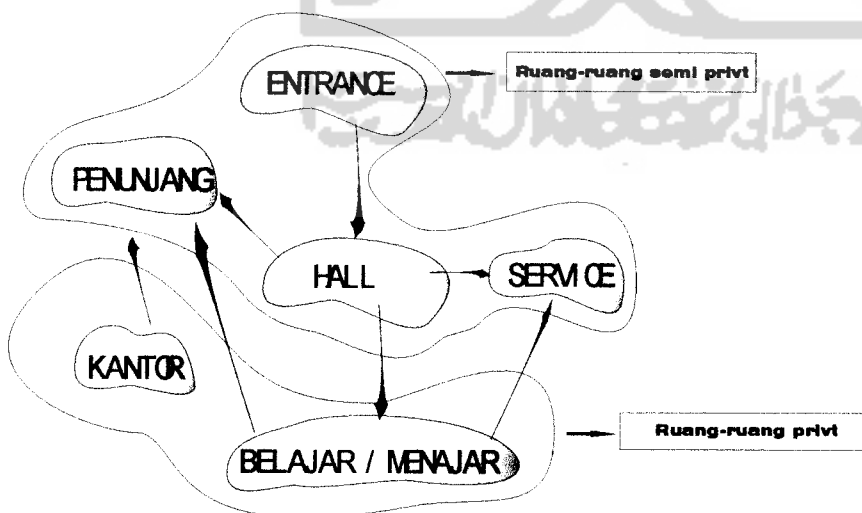 ENTRANCE
Ruang-ruang semi privt
PENUNJANG
HALL
SERVICE
KANTOR
Ruang-ruang privt
BELAJAR / MENAJAR